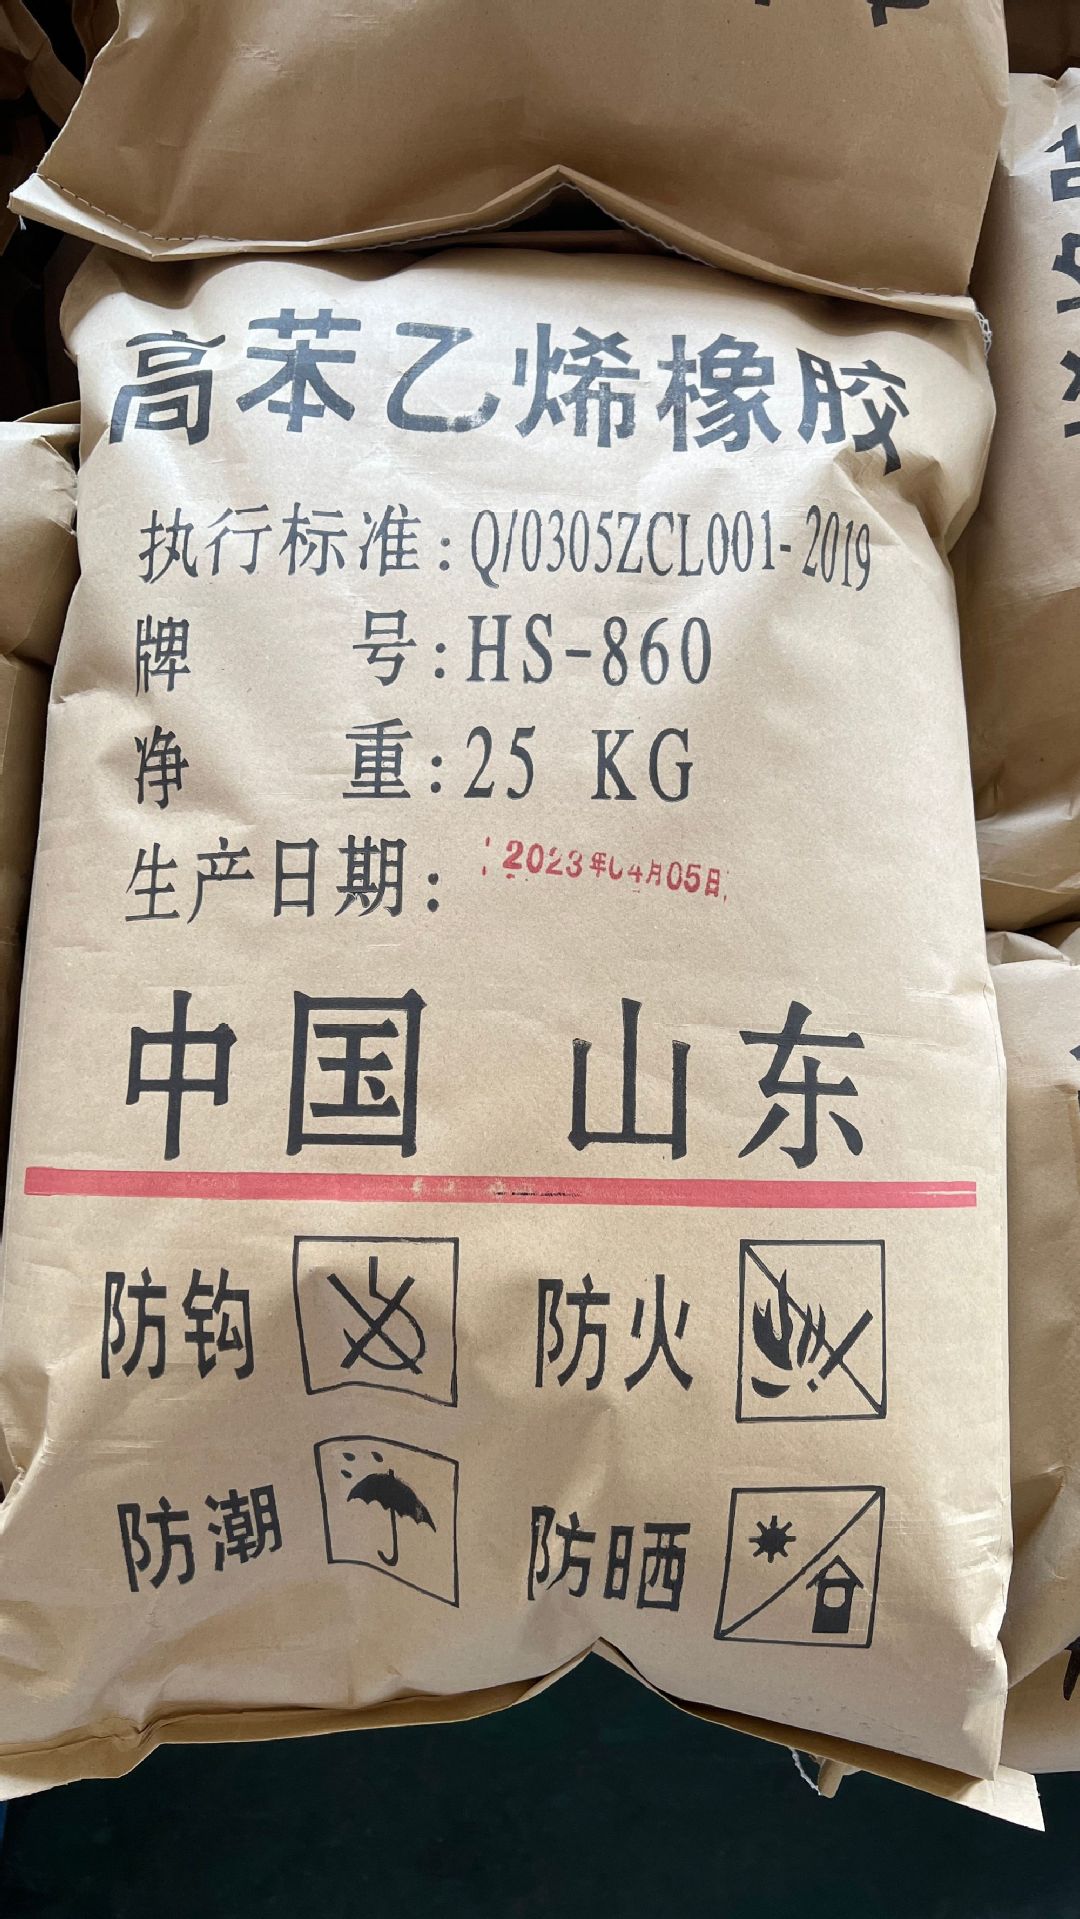 高苯乙烯橡胶
执行标准:Q/0305ZCL001-2019
牌 号:HS-860
净 重:25 KG
生产日期: 2023年04月05日
中国 山东
防钩 防火
防潮 防晒